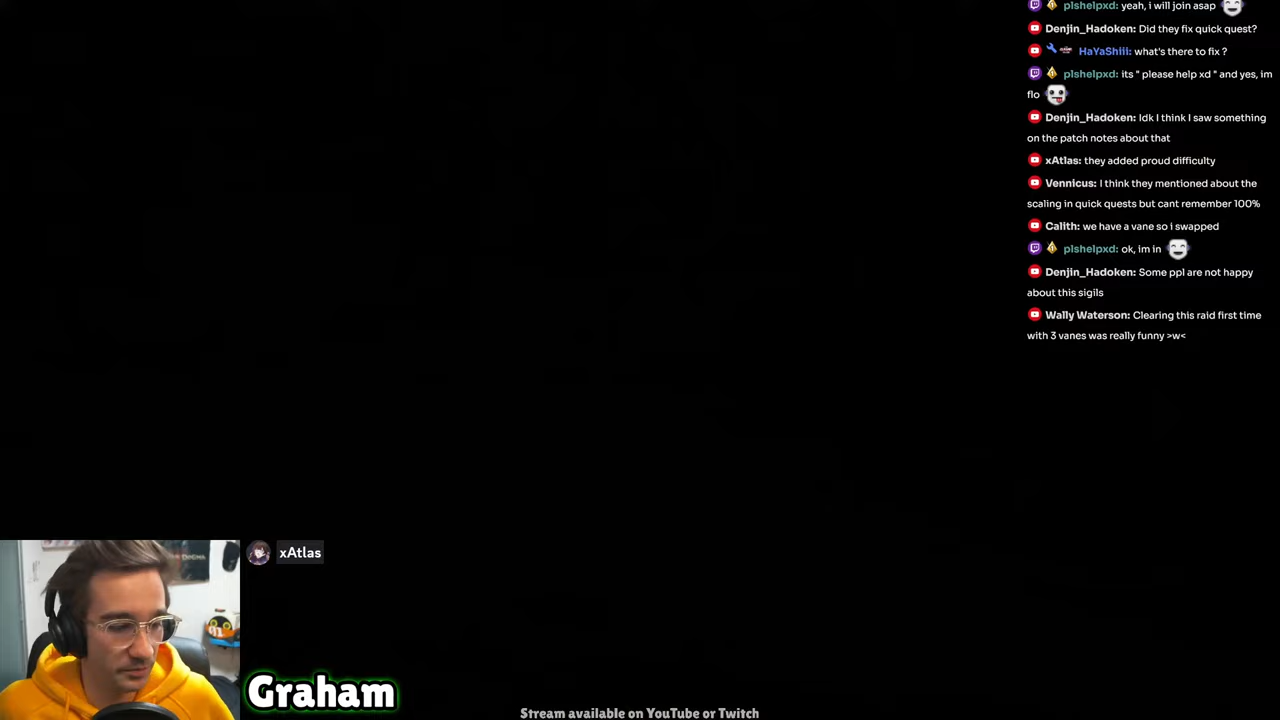 plshelpxd: yeah, i will join asap
Denjin_Hadoken: Did they fix quick quest?
HaYaShiii: what's there to fix ?
plshelpxd: its " please help xd " and yes, im
flo
Denjin_Hadoken: Idk I think I saw something
on the patch notes about that
xAtlas: they added proud difficulty
Vennicus: I think they mentioned about the
scaling in quick quests but cant remember 100%
Calith: we have a vane so i swapped
plshelpxd: ok, im in
Denjin_Hadoken: Some ppl are not happy
about this sigils
Wally Waterson: Clearing this raid first time
with 3 vanes was really funny >w<
xAtlas
Graham
Stream available on YouTube or Twitch